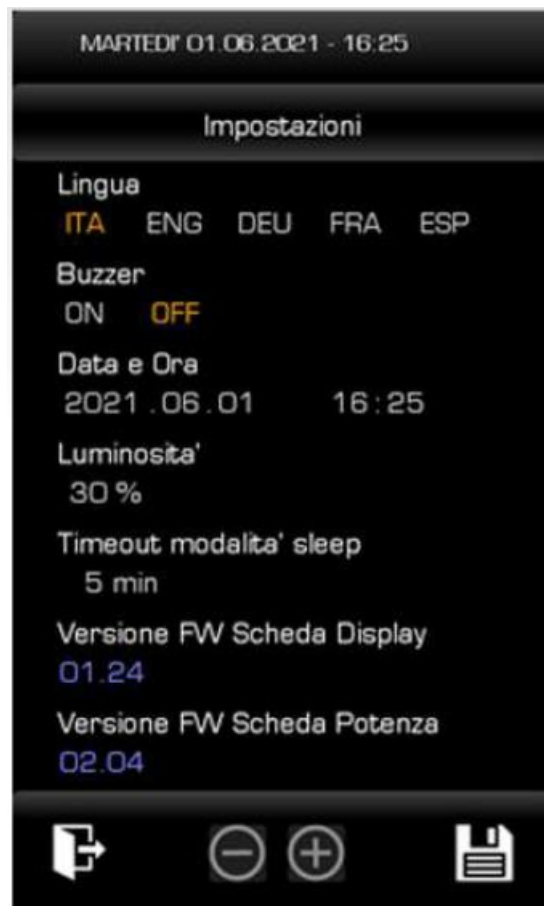 MARTEDI' 01.06.2021 - 16:25
Impostazioni
Lingua
ITA ENG DEU FRA ESP
Buzzer
ON OFF
Data e Ora
2021.06.01 16:25
Luminosita'
30 %
Timeout modalita' sleep
5 min
Versione FW Scheda Display
01.24
Versione FW Scheda Potenza
02.04